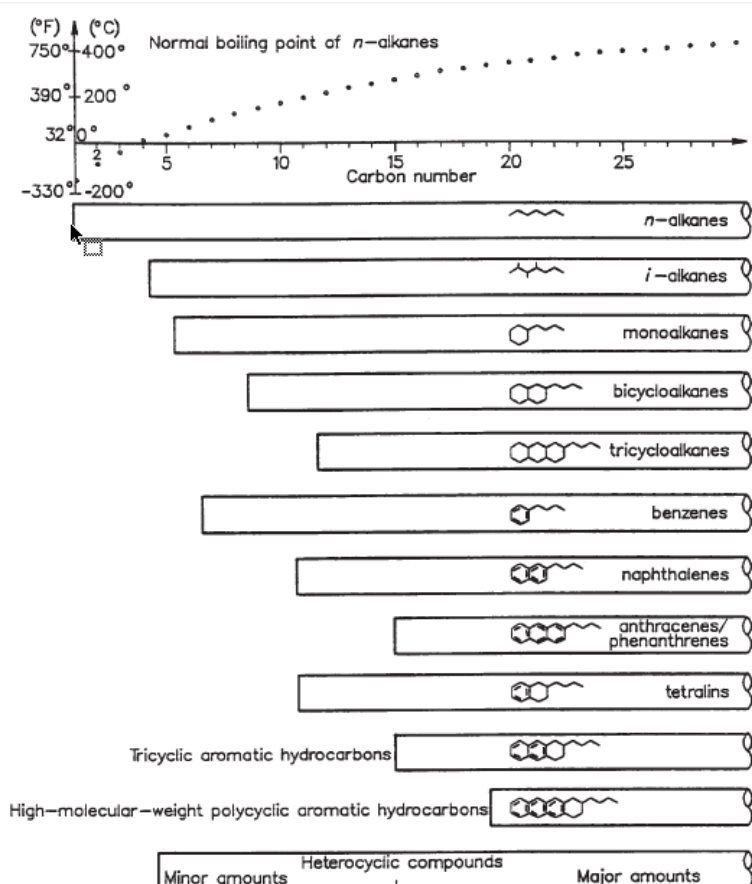 (°F) (°C)
Normal boiling point of n-alkanes
750° 400°
390° 200°
32° 0°
2 5 10 15 20 25
Carbon number
-330° -200°
n-alkanes
i-alkanes
monoalkanes
bicycloalkanes
tricycloalkanes
benzenes
naphthalenes
anthracenes/
phenanthrenes
tetralins
Tricyclic aromatic hydrocarbons
High-molecular-weight polycyclic aromatic hydrocarbons
Heterocyclic compounds
Minor amounts Major amounts